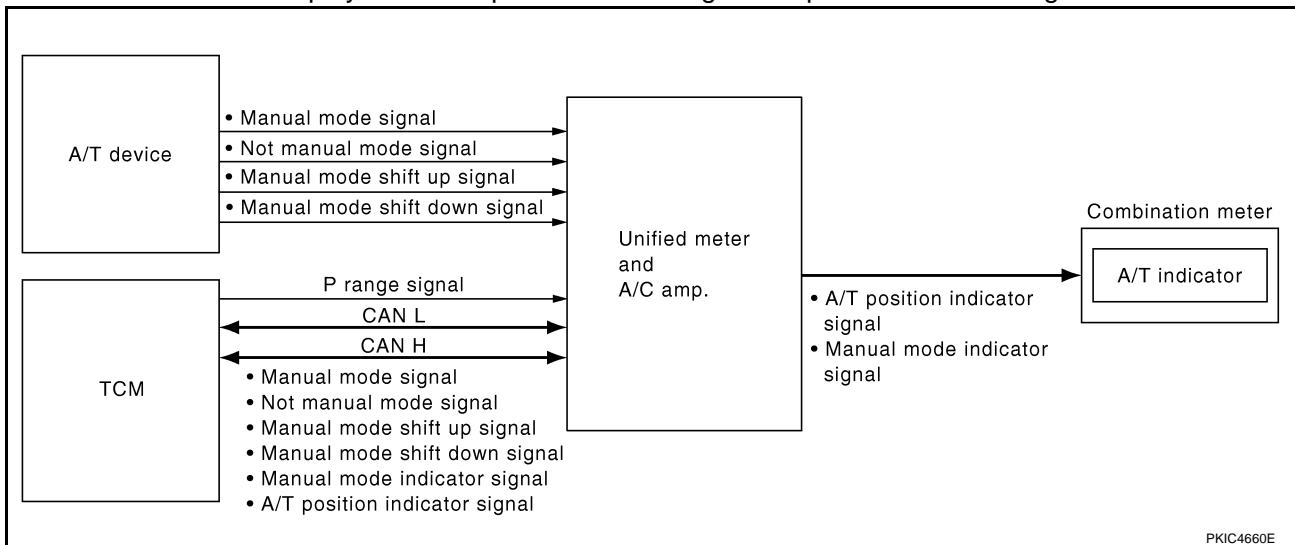 A/T device
• Manual mode signal
• Not manual mode signal
• Manual mode shift up signal
• Manual mode shift down signal
TCM
P range signal
CAN L
CAN H
• Manual mode signal
• Not manual mode signal
• Manual mode shift up signal
• Manual mode shift down signal
• Manual mode indicator signal
• A/T position indicator signal
Unified meter
and
A/C amp.
• A/T position indicator
signal
• Manual mode indicator
signal
Combination meter
A/T indicator
PKIC4660E